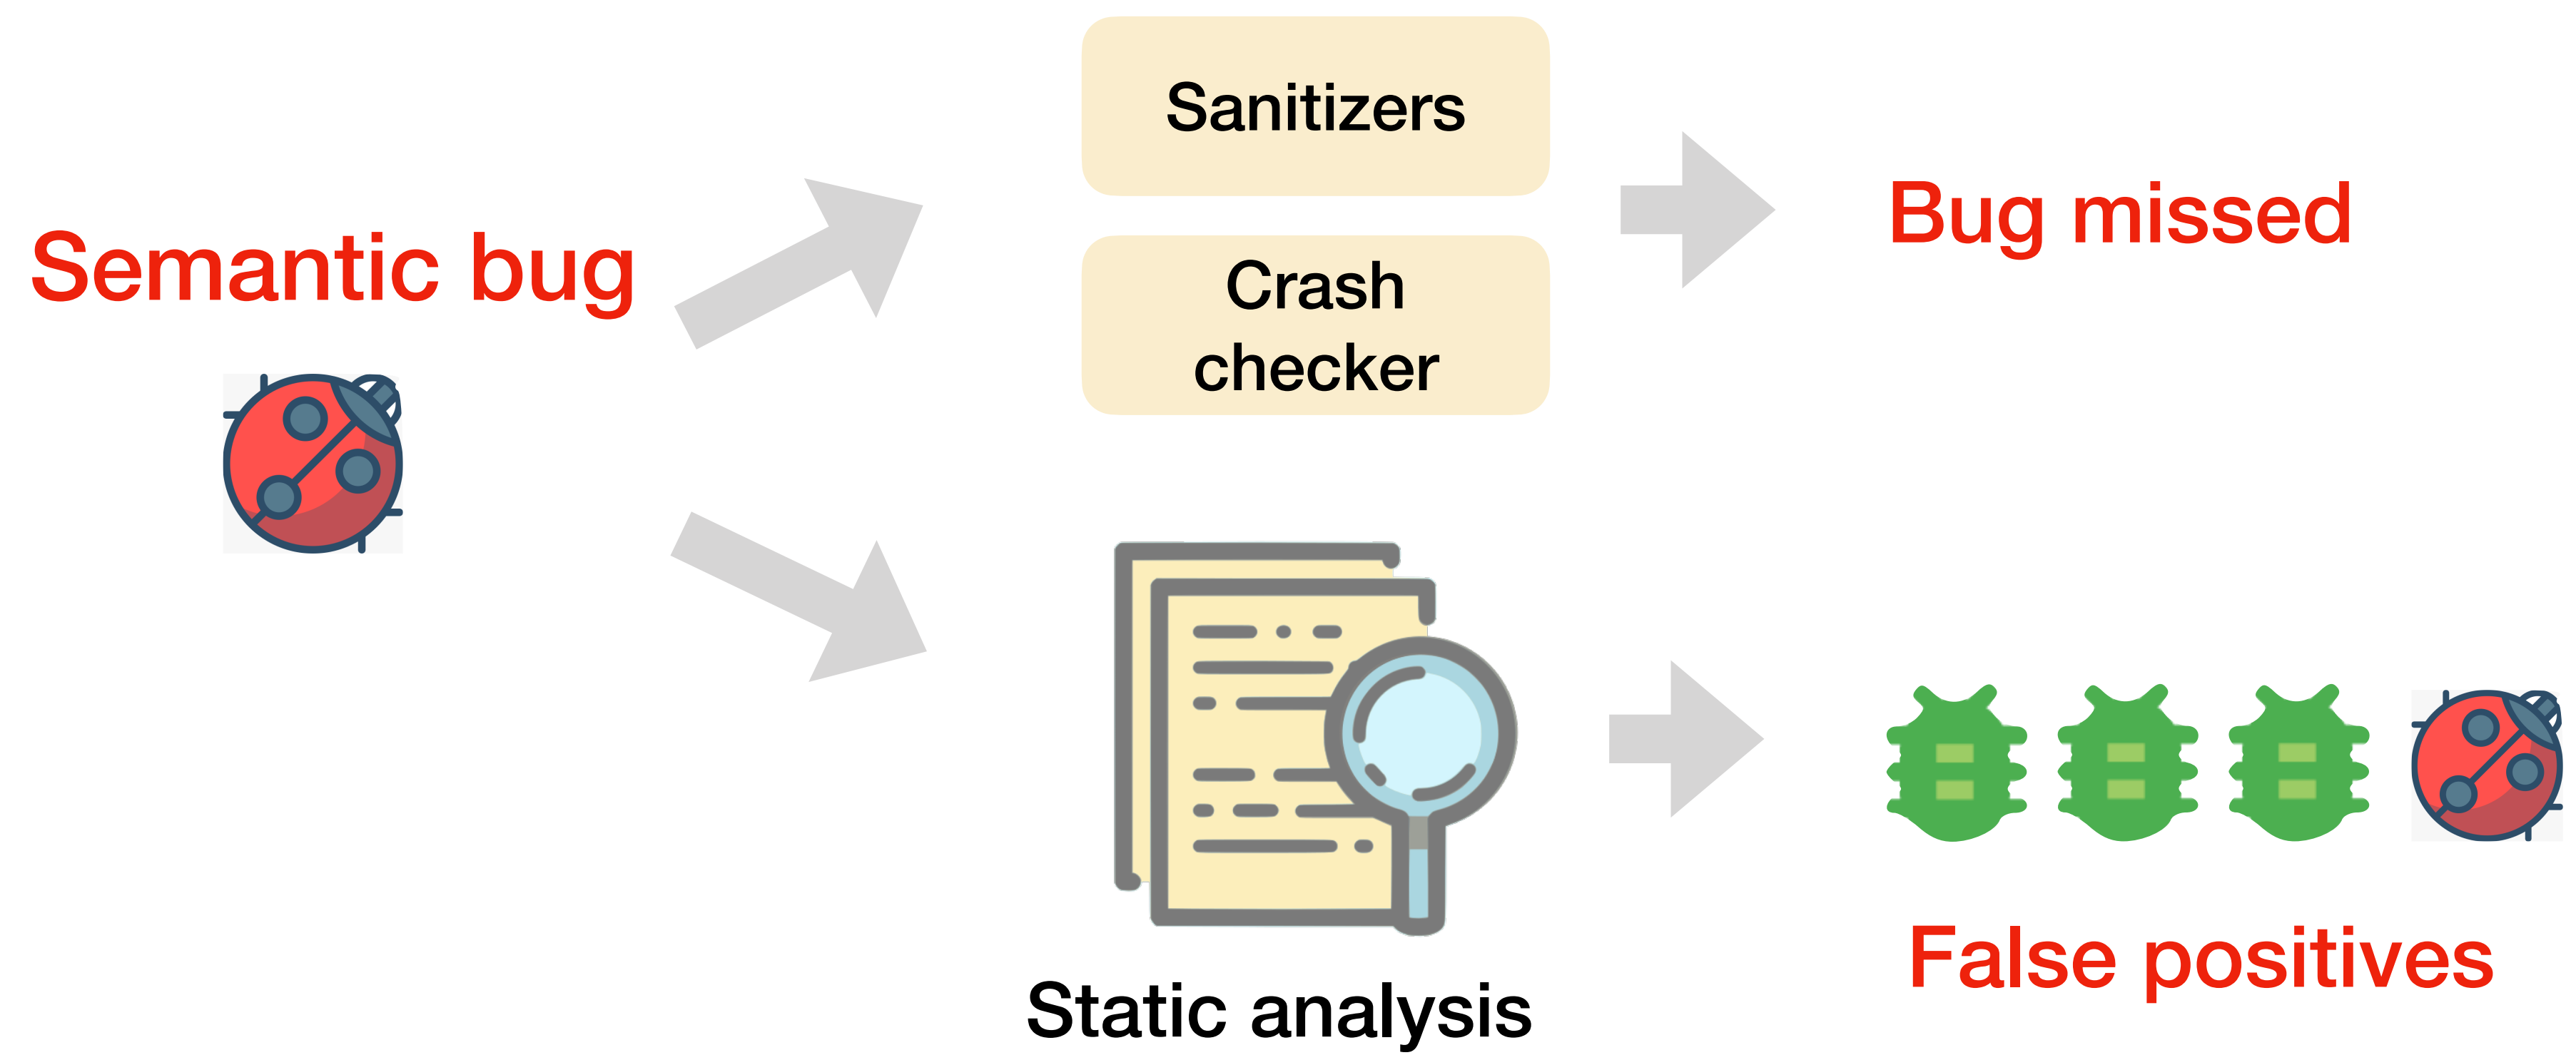 Semantic bug
Sanitizers
Crash
checker
Bug missed
Static analysis
False positives